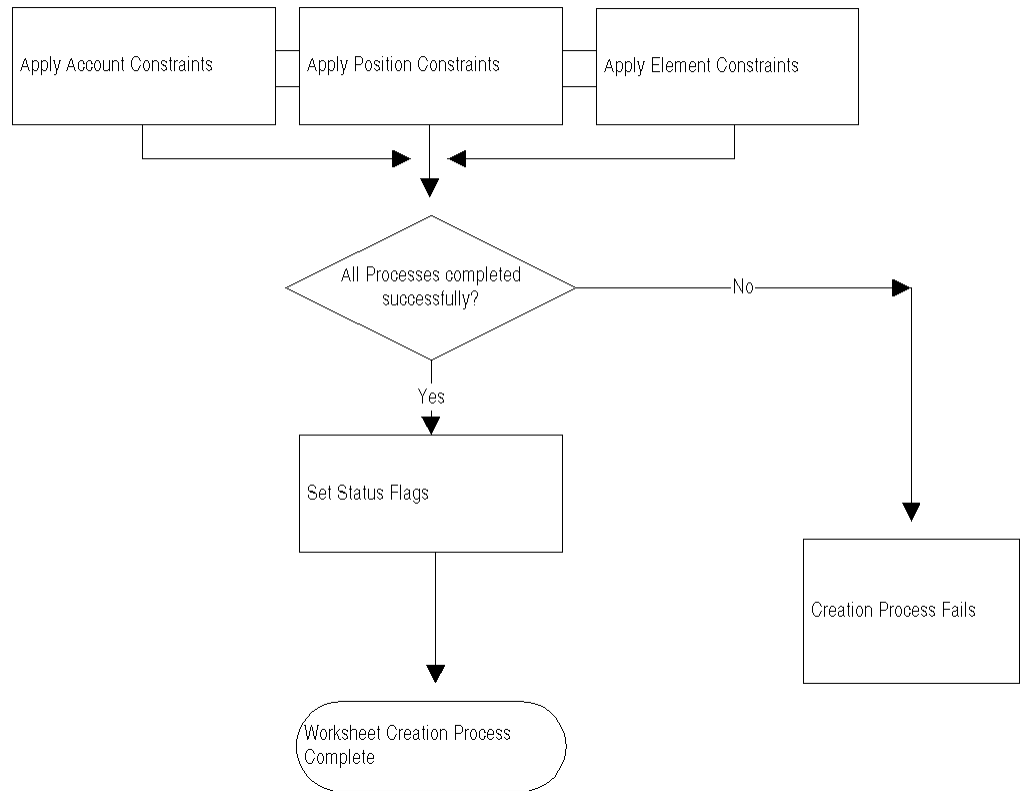 Apply Account Constraints
Apply Position Constraints
Apply Element Constraints
All Processes completed
successfully?
No
Yes
Set Status Flags
Creation Process Fails
Worksheet Creation Process
Complete